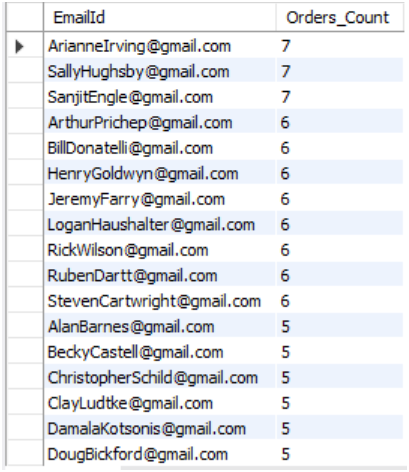 EmailId Orders_Count
ArianneIrving@gmail.com 7
SallyHughsby@gmail.com 7
SanjitEngle@gmail.com 7
ArthurPrichep@gmail.com 6
BillDonatelli@gmail.com 6
HenryGoldwyn@gmail.com 6
JeremyFarry@gmail.com 6
LoganHaushalter@gmail.com 6
RickWilson@gmail.com 6
RubenDartt@gmail.com 6
StevenCartwright@gmail.com 6
AlanBarnes@gmail.com 5
BeckyCastell@gmail.com 5
ChristopherSchild@gmail.com 5
ClayLudtke@gmail.com 5
DamalaKotsonis@gmail.com 5
DougBickford@gmail.com 5